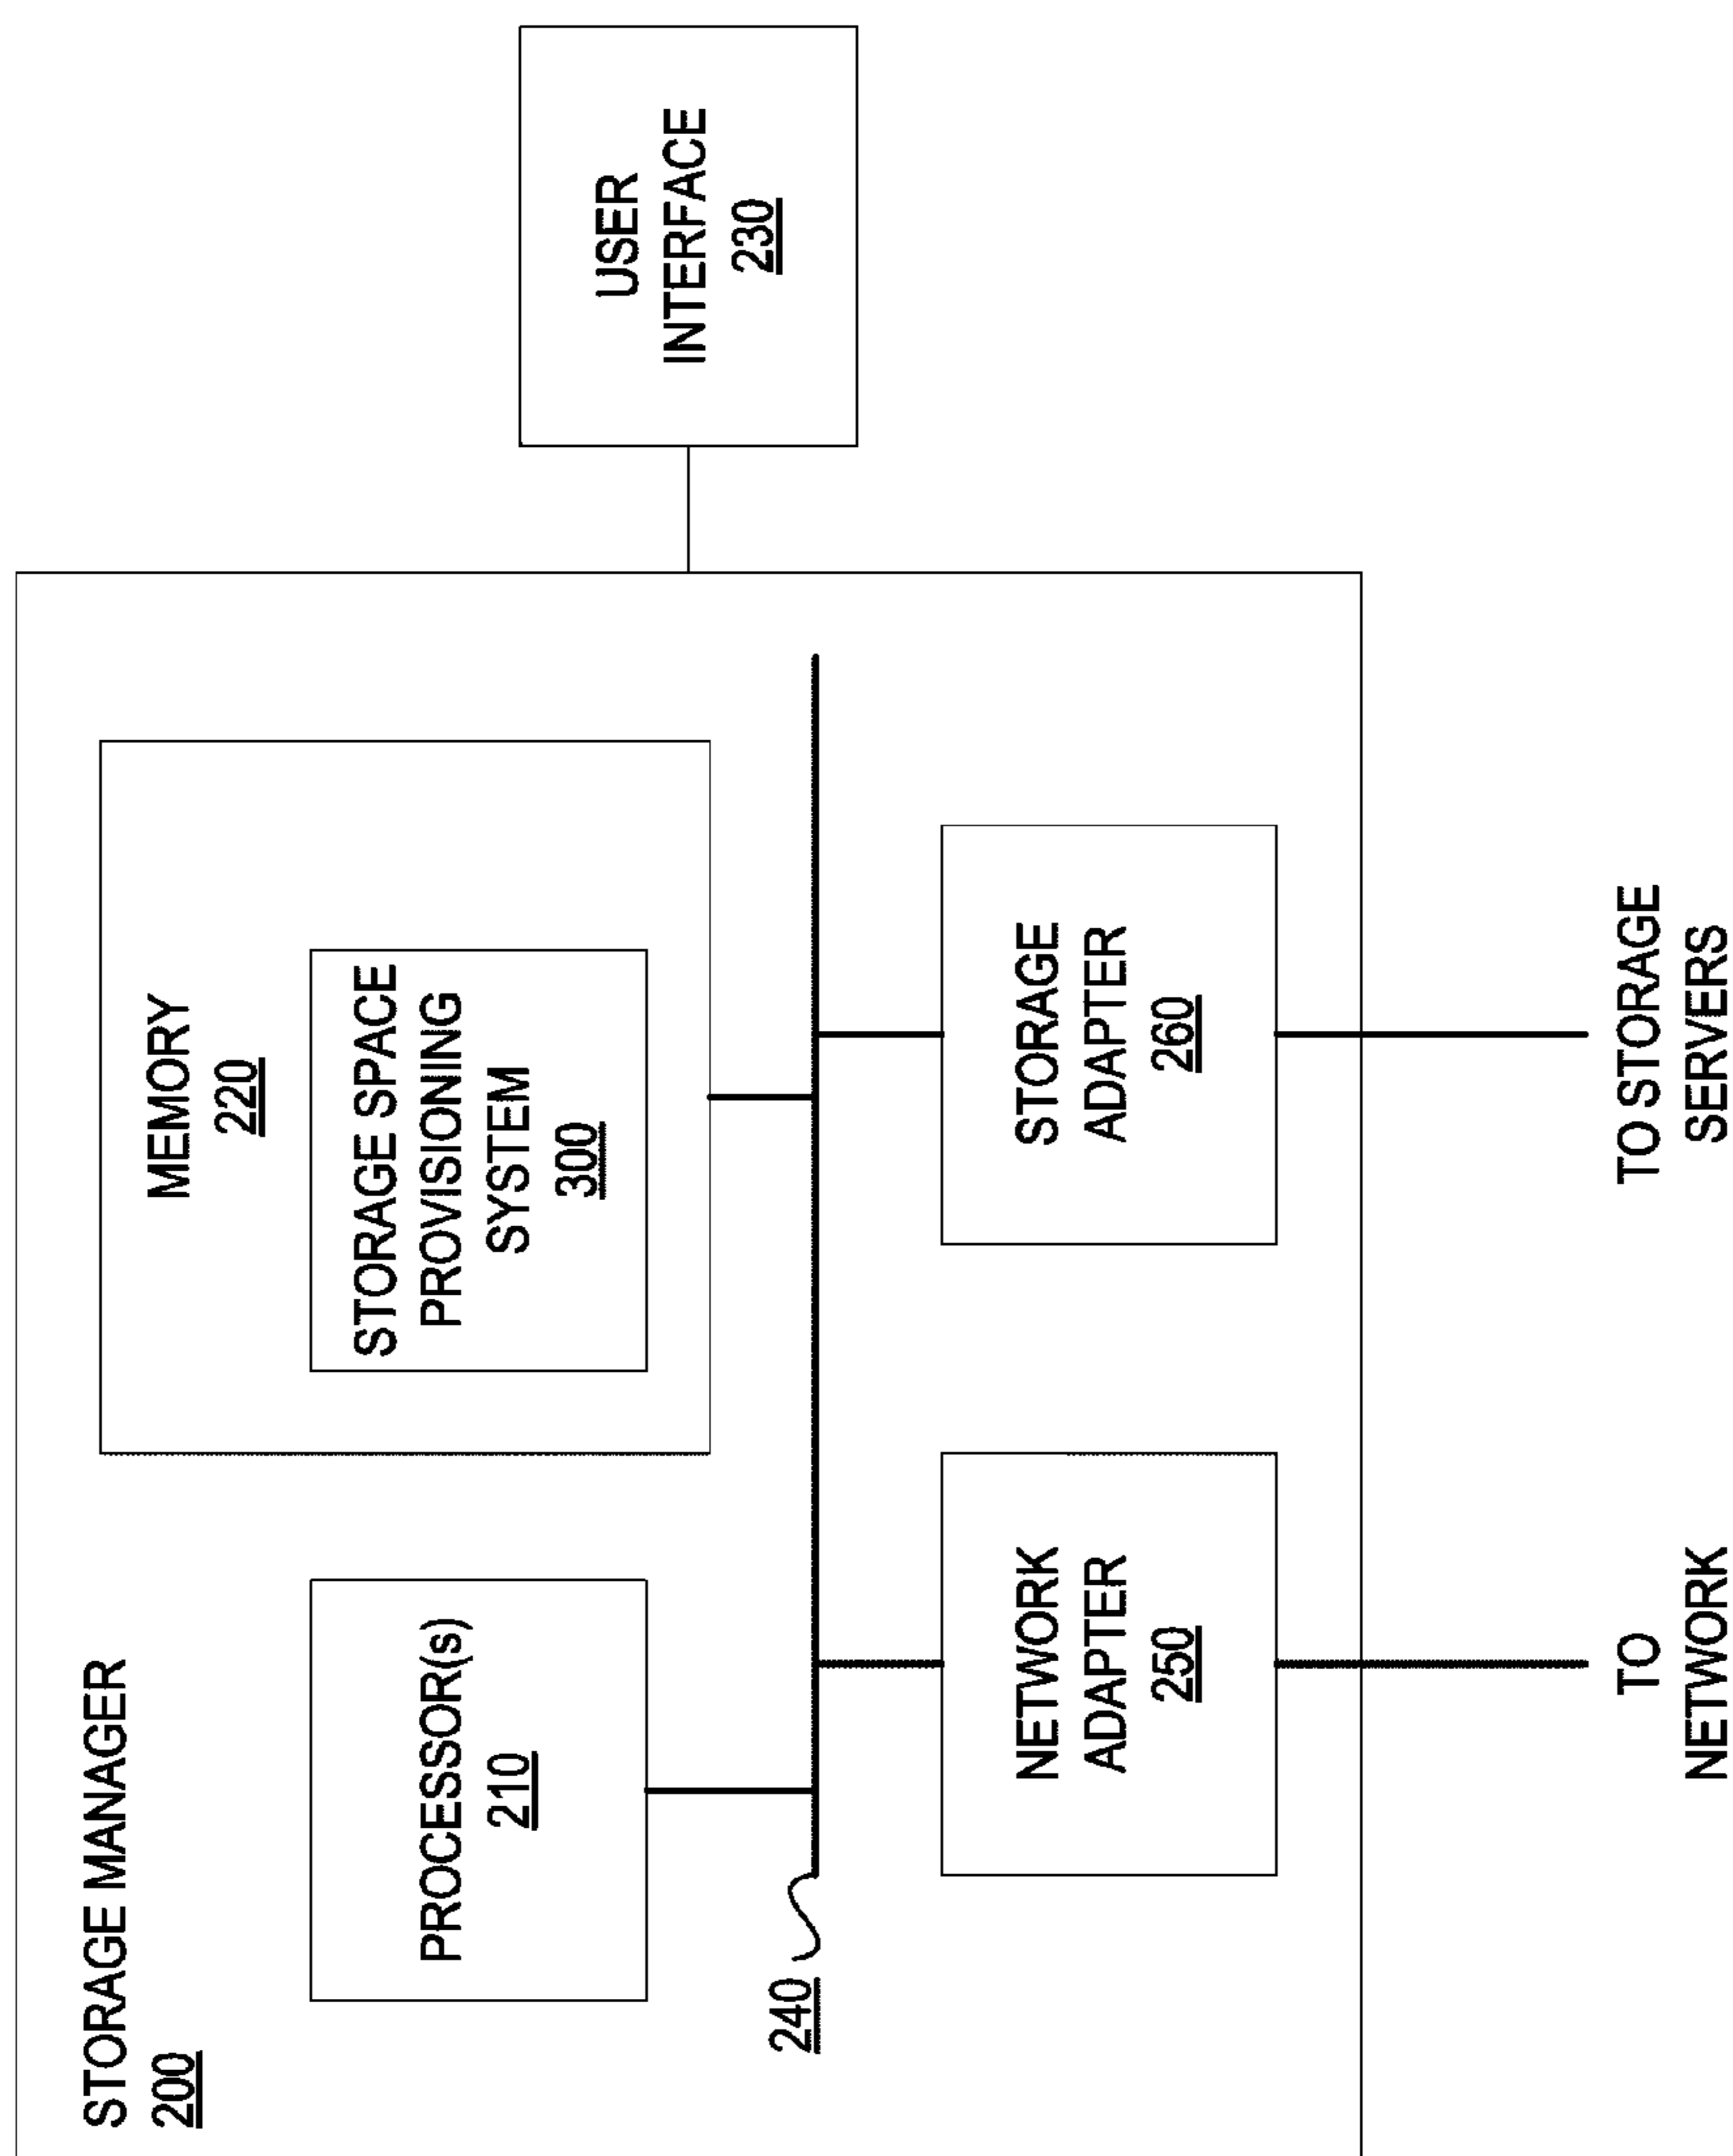 STORAGE MANAGER
200
MEMORY
220
STORAGE SPACE
PROVISIONING
SYSTEM
300
PROCESSOR(s)
210
USER
INTERFACE
230
240
NETWORK
ADAPTER
250
STORAGE
ADAPTER
260
TO
NETWORK
TO STORAGE
SERVERS